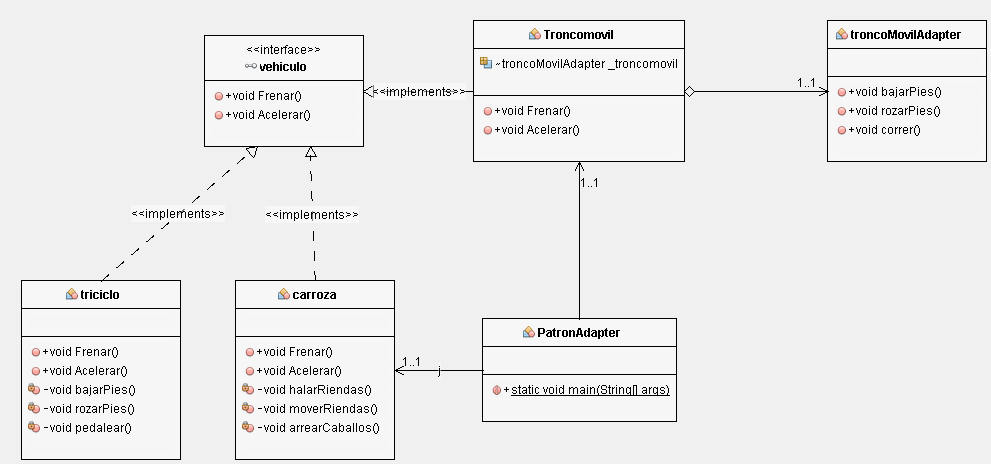 <<interface>>
vehiculo
+void Frenar()
+void Acelerar()
<<implements>>
Troncomovil
~troncoMovilAdapter _troncomovil
+void Frenar()
+void Acelerar()
1..1
troncoMovilAdapter
+void bajarPies()
+void rozarPies()
+void correr()
1..1
<<implements>>
<<implements>>
triciclo
+void Frenar()
+void Acelerar()
-void bajarPies()
-void rozarPies()
-void pedalear()
carroza
+void Frenar()
+void Acelerar()
-void halarRiendas()
-void moverRiendas()
-void arrearCaballos()
1..1
j
PatronAdapter
+static void main(String[] args)